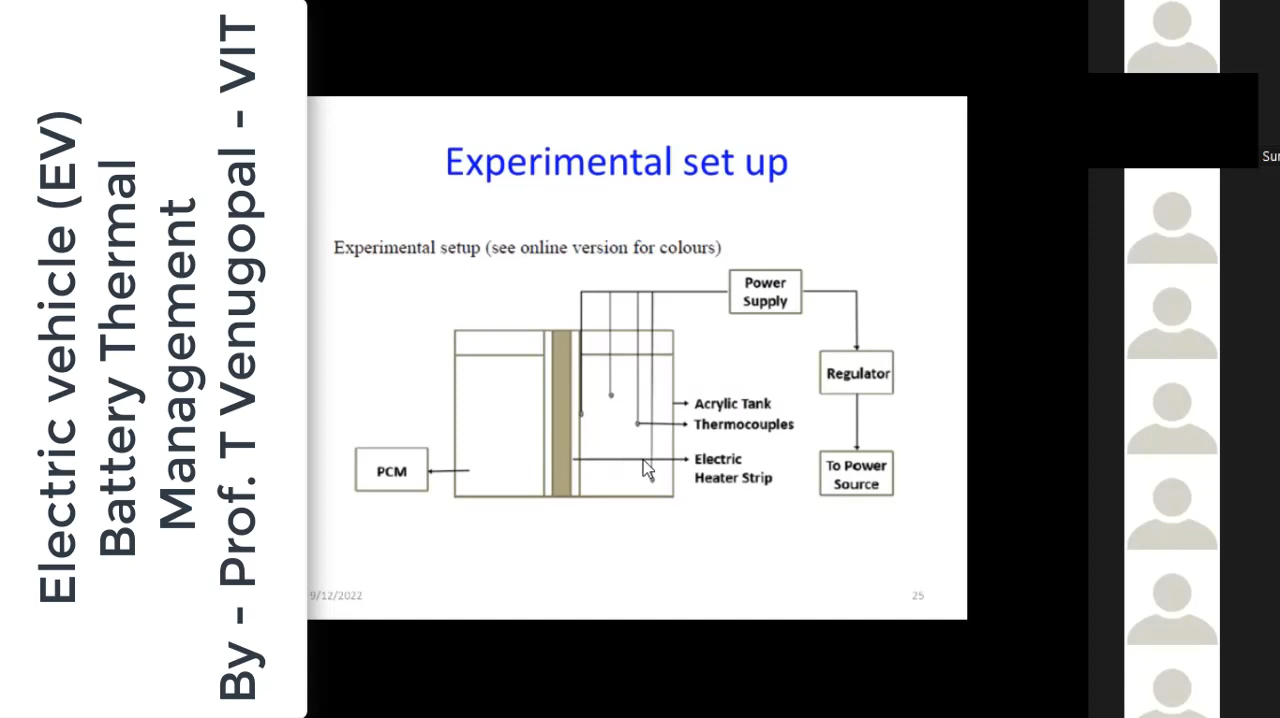 Electric vehicle (EV)
Battery Thermal
Management
By - Prof. T Venugopal - VIT
Experimental set up
Experimental setup (see online version for colours)
Power
Supply
Regulator
Acrylic Tank
Thermocouples
Electric
Heater Strip
PCM
To Power
Source
9/12/2022
25